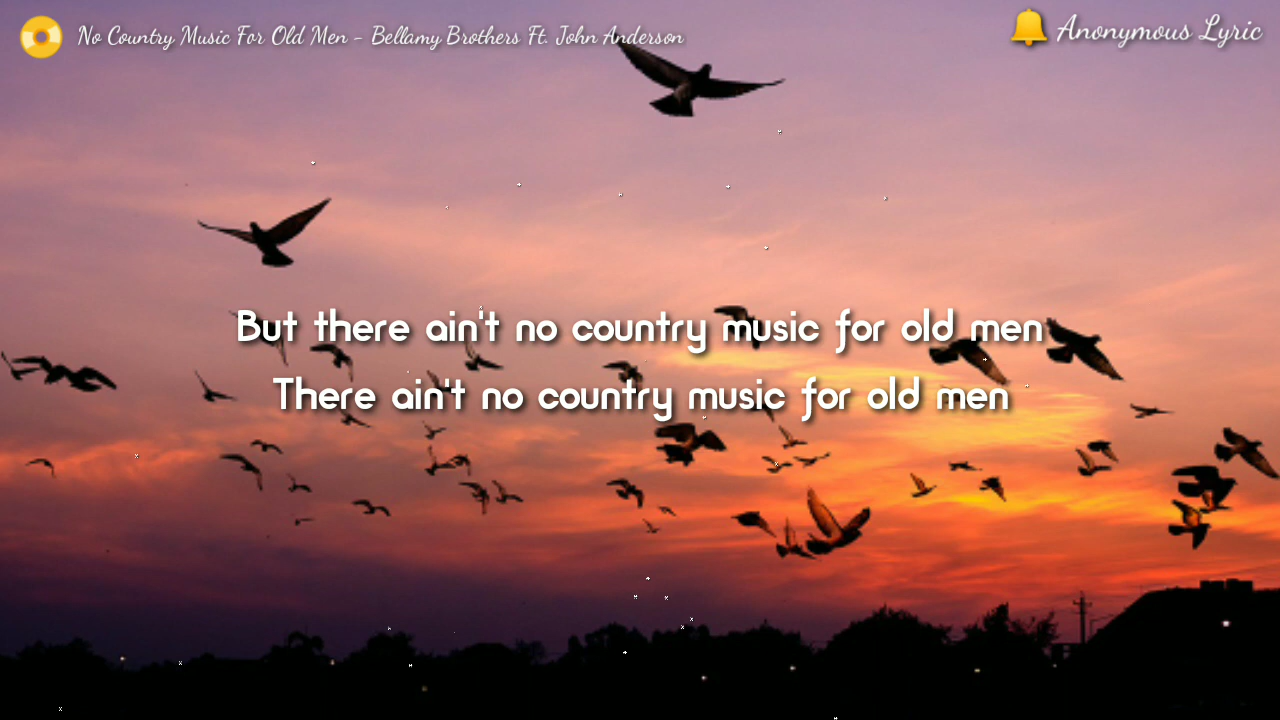 No Country Music For Old Men - Bellamy Brothers Ft. John Anderson
Anonymous Lyric
But there ain't no country music for old men
There ain't no country music for old men